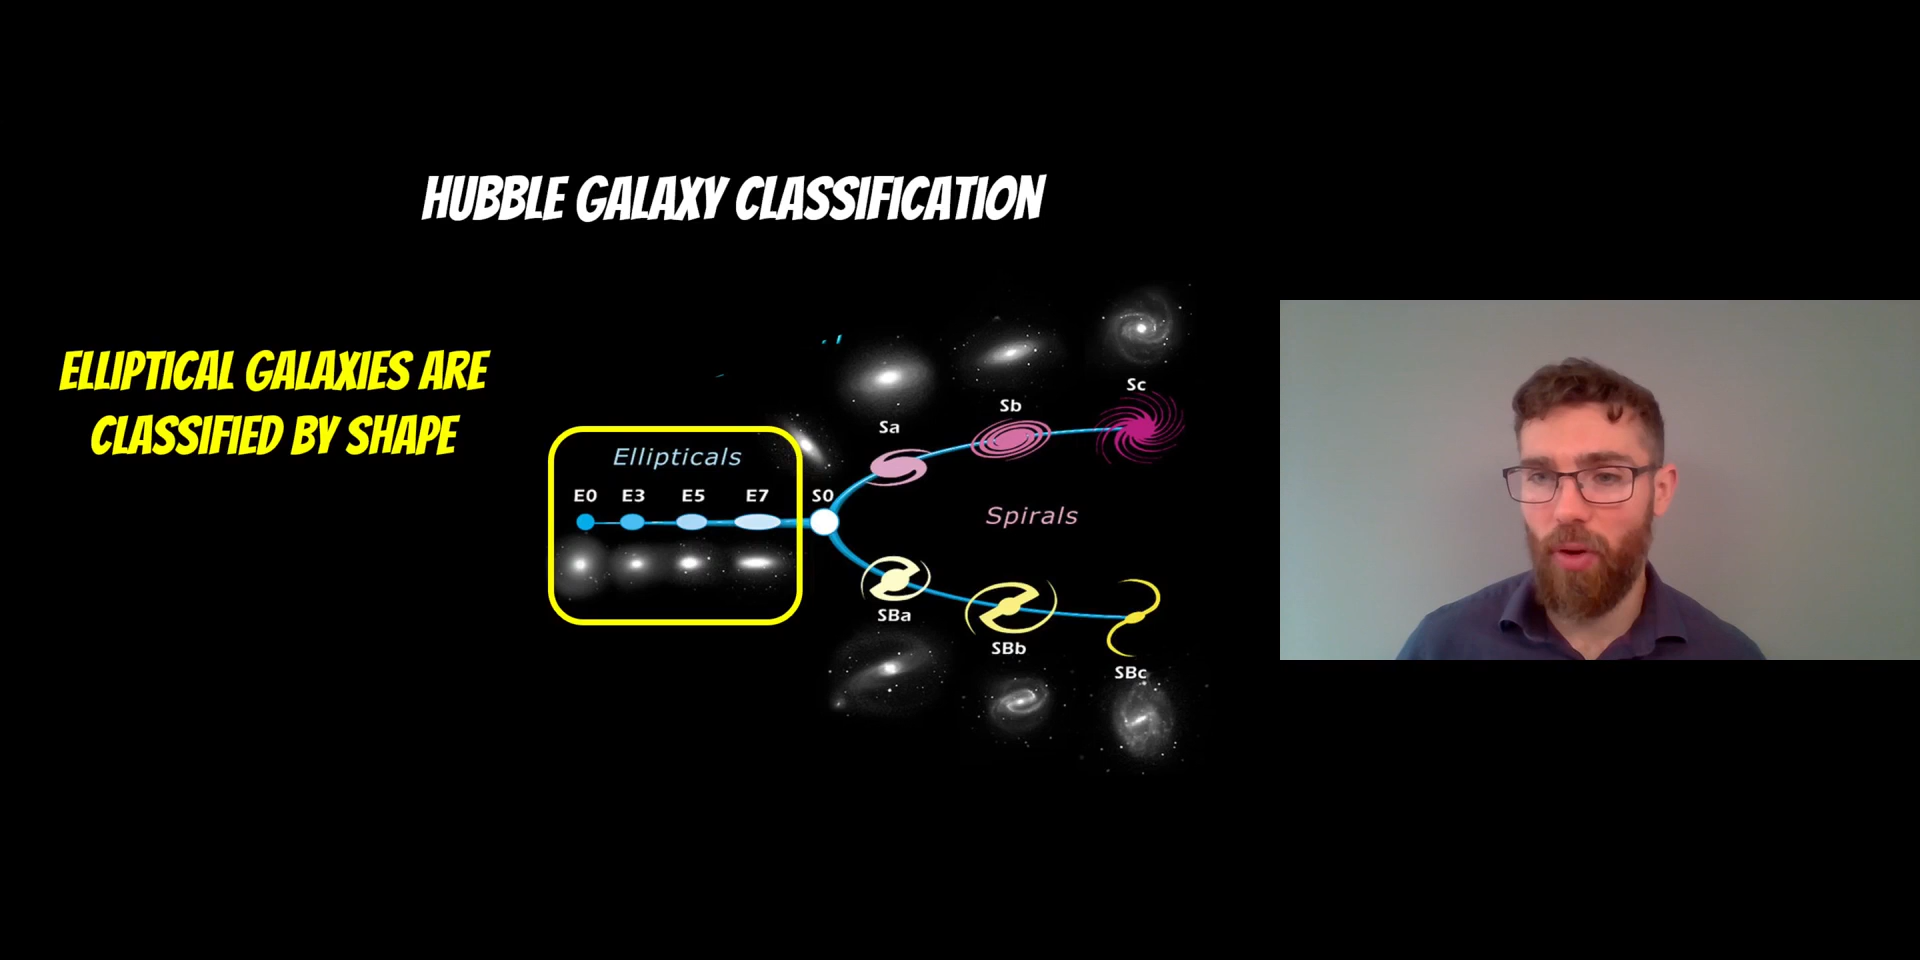 HUBBLE GALAXY CLASSIFICATION
ELLIPTICAL GALAXIES ARE
CLASSIFIED BY SHAPE
Ellipticals
E0 E3 E5 E7 S0
Sa
Sb
Sc
Spirals
SBa
SBb
SBc